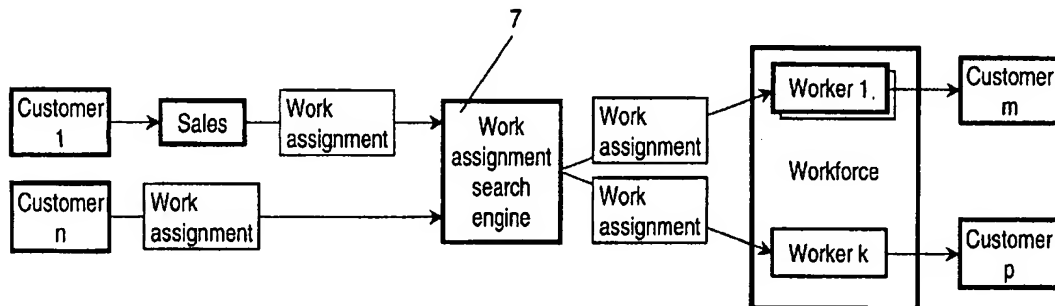 7
Customer
1
Sales
Work
assignment
Customer
n
Work
assignment
Work
assignment
search
engine
Work
assignment
Work
assignment
Worker 1.
Workforce
Worker k
Customer
m
Customer
p